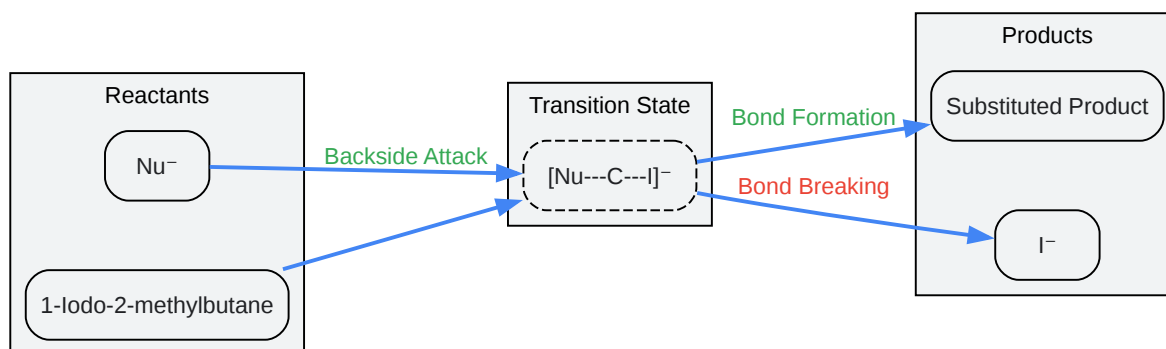 Reactants
Nu⁻
1-Iodo-2-methylbutane
Backside Attack
Transition State
[Nu---C---I]⁻
Bond Formation
Bond Breaking
Products
Substituted Product
I⁻